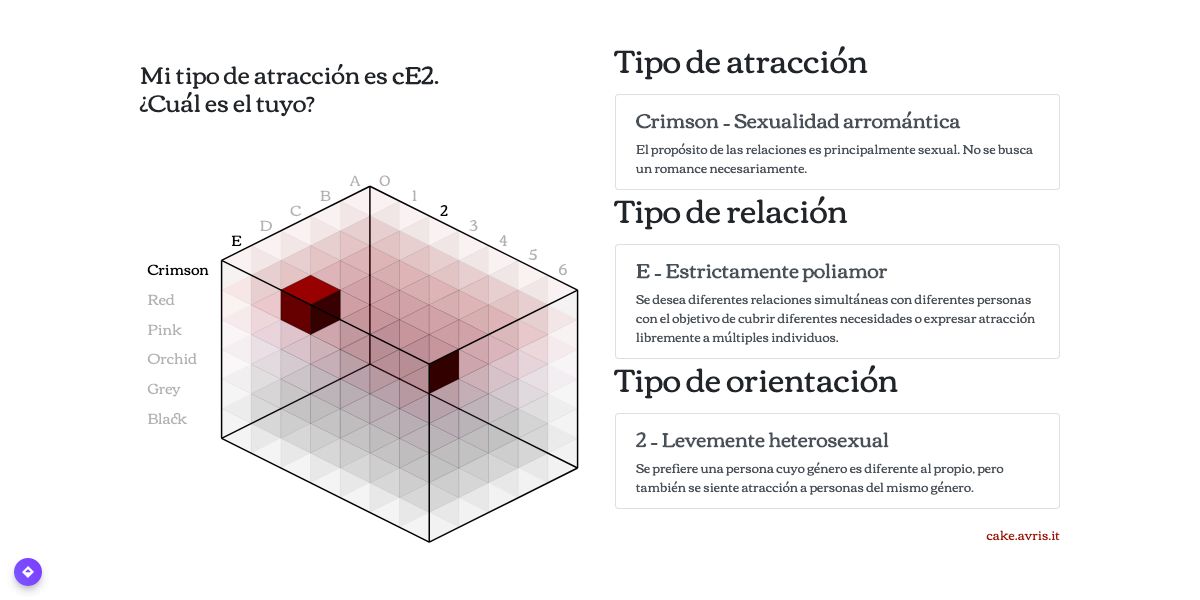 Mi tipo de atracción es cE2.
¿Cuál es el tuyo?
A 0
B 1
C 2
D 3
E 4
5
6
Crimson
Red
Pink
Orchid
Grey
Black
Tipo de atracción
Crimson - Sexualidad arromántica
El propósito de las relaciones es principalmente sexual. No se busca
un romance necesariamente.
Tipo de relación
E - Estrictamente poliamor
Se desea diferentes relaciones simultáneas con diferentes personas
con el objetivo de cubrir diferentes necesidades o expresar atracción
libremente a múltiples individuos.
Tipo de orientación
2 - Levemente heterosexual
Se prefiere una persona cuyo género es diferente al propio, pero
también se siente atracción a personas del mismo género.
cake.avris.it